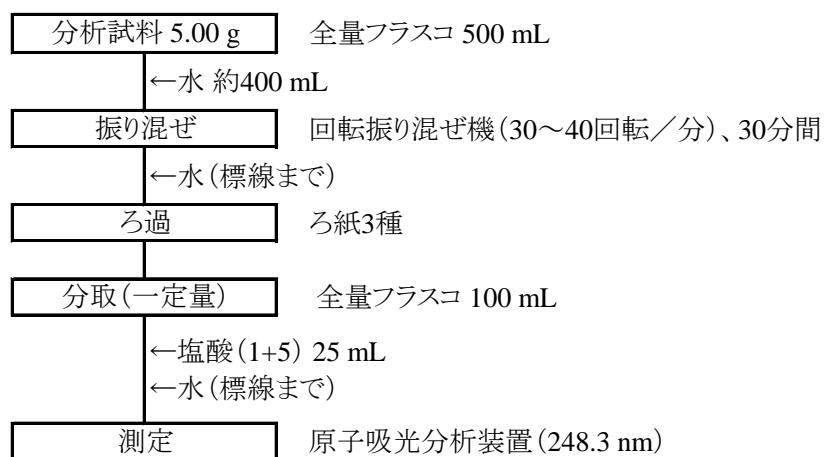 分析試料 5.00 g 全量フラスコ 500 mL
←水 約400 mL
振り混ぜ 回転振り混ぜ機(30～40回転／分)、30分間
←水(標線まで)
ろ過 ろ紙3種
分取(一定量) 全量フラスコ 100 mL
←塩酸(1+5) 25 mL
←水(標線まで)
測定 原子吸光分析装置(248.3 nm)